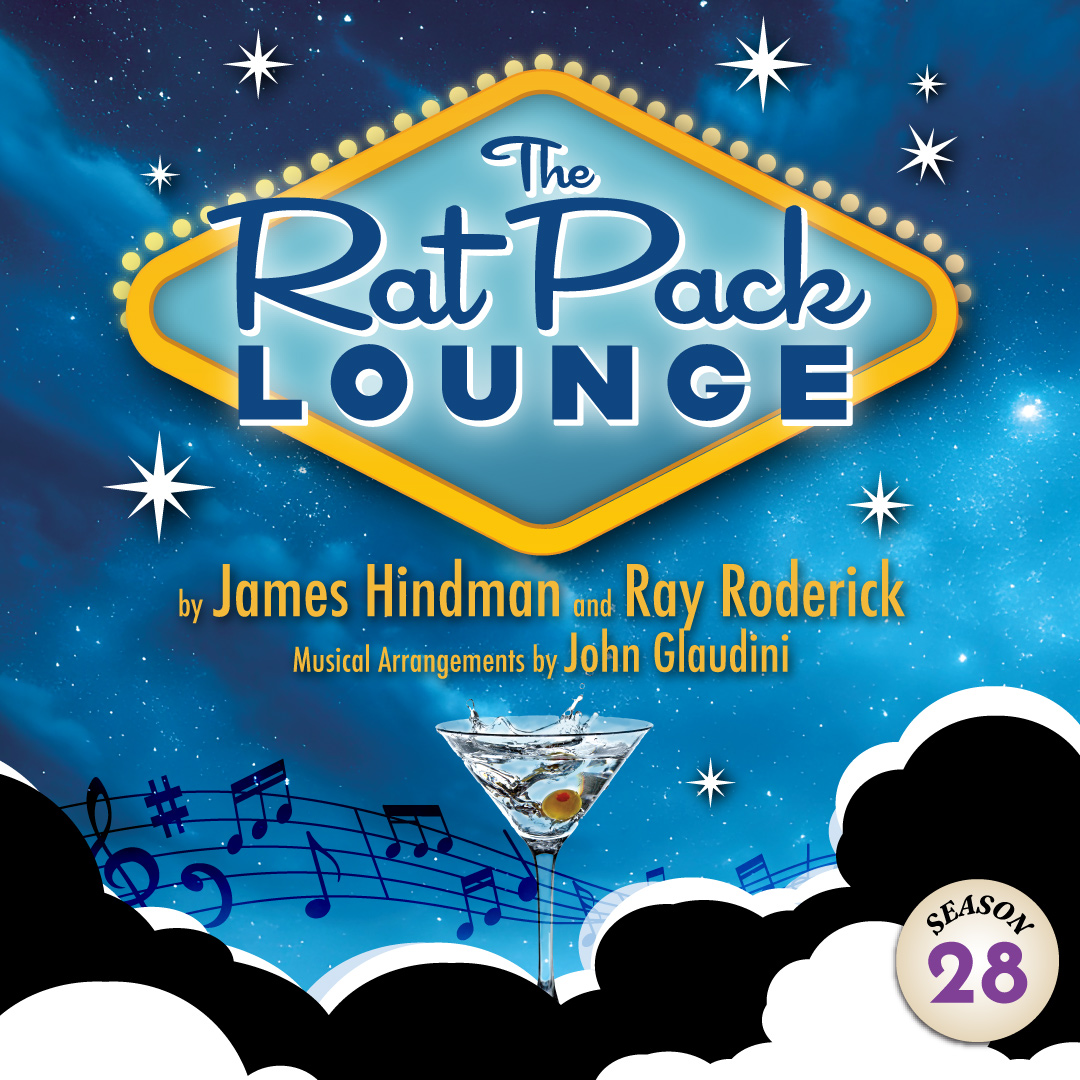 The
Rat Pack
LOUNGE
by James Hindman and Ray Roderick
Musical Arrangements by John Glaudini
SEASON
28